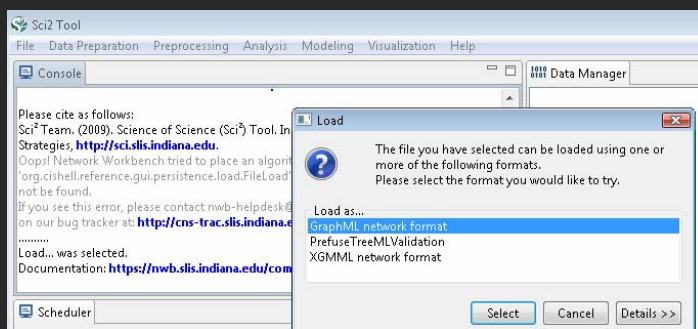 Sci2 Tool
File Data Preparation Preprocessing Analysis Modeling Visualization Help
Console
Data Manager
Please cite as follows:
Sci² Team. (2009). Science of Science (Sci²) Tool. In
Strategies, http://sci.slis.indiana.edu.
Oops! Network Workbench tried to place an algorit
'org.cishell.reference.gui.persistence.load.FileLoad'
not be found.
If you see this error, please contact nwb-helpdesk@
on our bug tracker at: http://cns-trac.slis.indiana.e
..........
Load... was selected.
Documentation: https://nwb.slis.indiana.edu/com
Scheduler
Load
The file you have selected can be loaded using one or
more of the following formats.
Please select the format you would like to try.
Load as...
GraphML network format
PrefuseTreeMLValidation
XGMML network format
Select Cancel Details >>